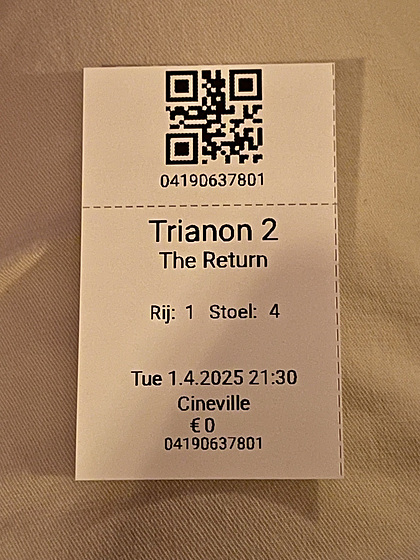 04190637801
Trianon 2
The Return
Rij: 1 Stoel: 4
Tue 1.4.2025 21:30
Cineville
€ 0
04190637801